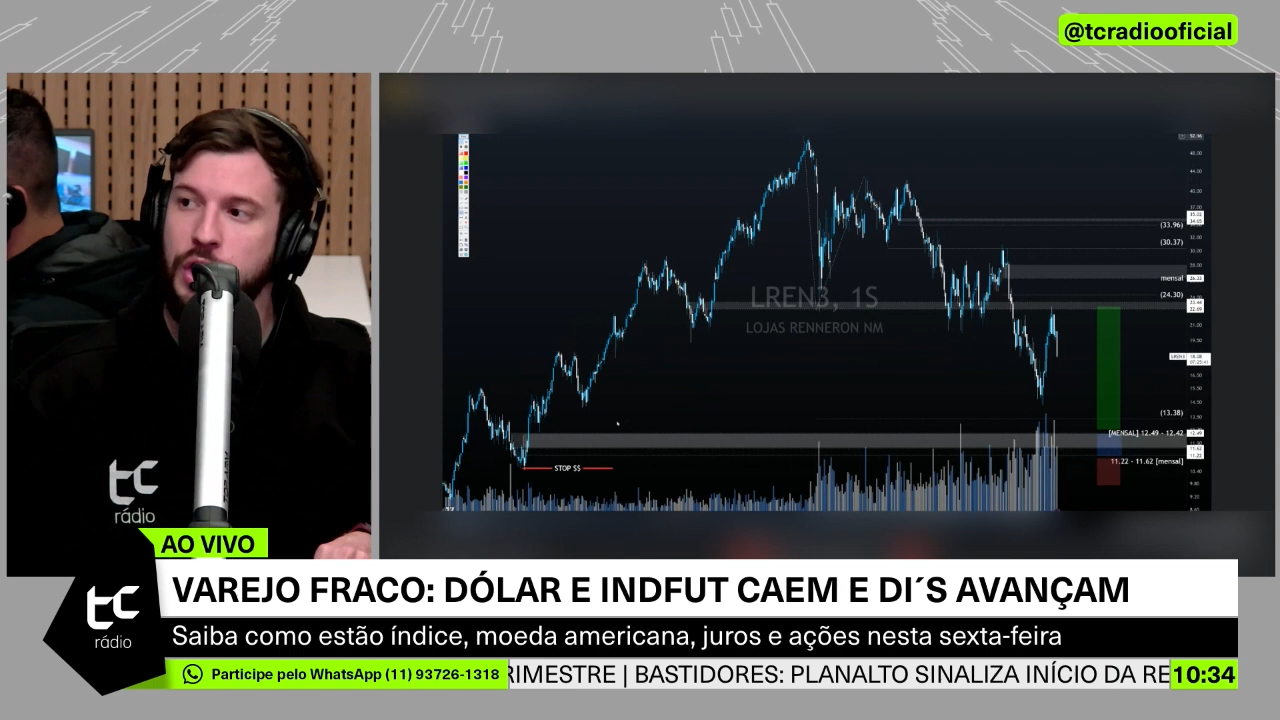 @tcradiooficial
LREN3, 1S
LOJAS RENNERON NM
(33.96)
(30.37)
mensal
(24.30)
(13.38)
[MENSAL] 12.49 - 12.42
11.22 - 11.62 [mensal]
STOP $$
tc
rádio
AO VIVO
VAREJO FRACO: DÓLAR E INDFUT CAEM E DI´S AVANÇAM
Saiba como estão índice, moeda americana, juros e ações nesta sexta-feira
tc
rádio
Participe pelo WhatsApp (11) 93726-1318
RIMESTRE | BASTIDORES: PLANALTO SINALIZA INÍCIO DA RE
10:34